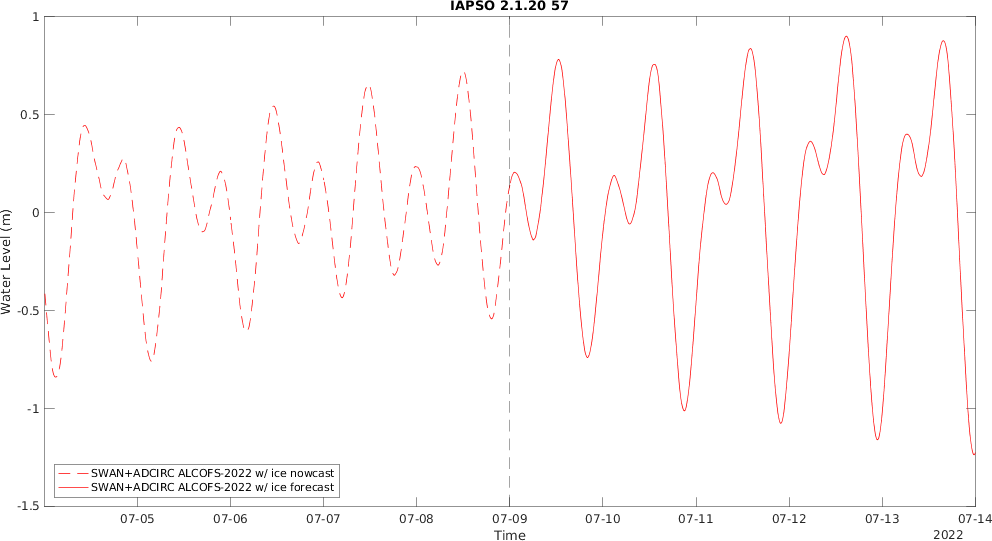 IAPSO 2.1.20 57
Water Level (m)
1
0.5
0
-0.5
-1
-1.5
SWAN+ADCIRC ALCOFS-2022 w/ ice nowcast
SWAN+ADCIRC ALCOFS-2022 w/ ice forecast
07-05 07-06 07-07 07-08 07-09 07-10 07-11 07-12 07-13 07-14
Time
2022